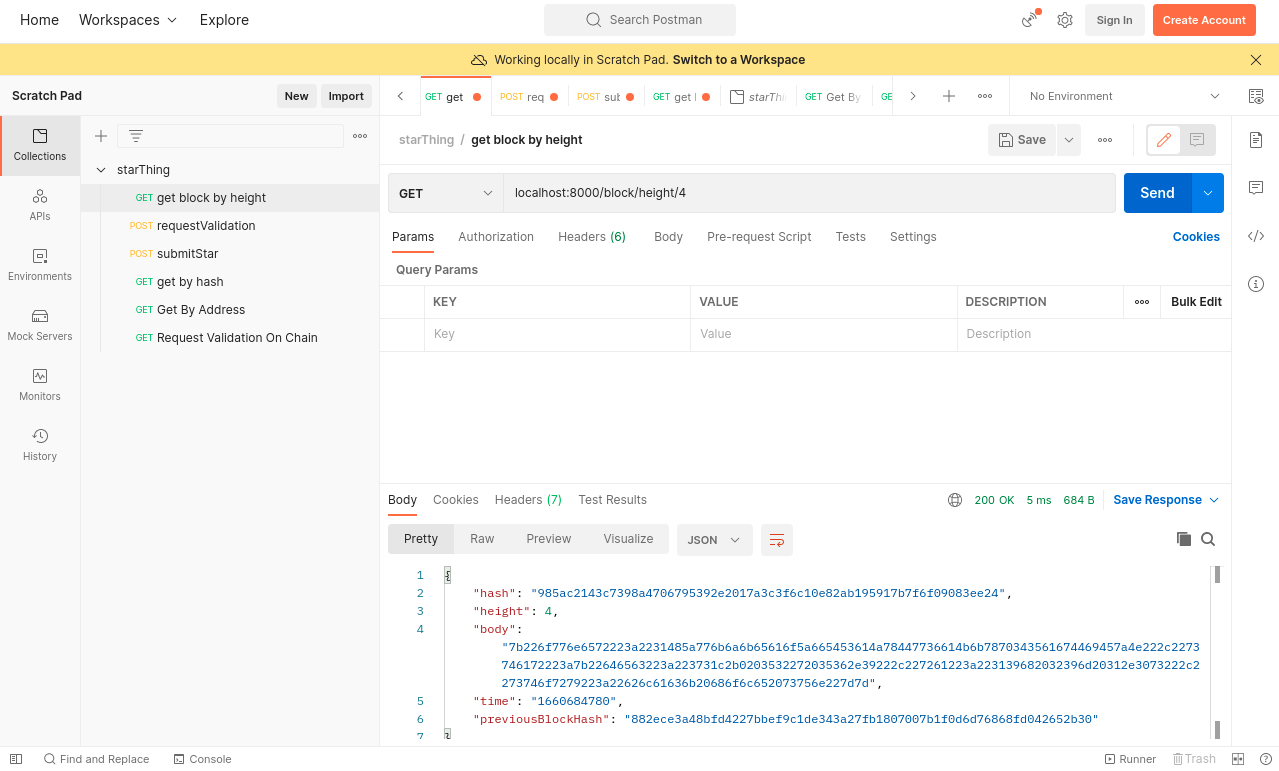 Home Workspaces Explore Search Postman Sign In Create Account
Working locally in Scratch Pad. Switch to a Workspace
Scratch Pad New Import
GET get POST req POST sub GET get GET Get By GE No Environment
Collections
APIs
Environments
Mock Servers
Monitors
History
starThing
GET get block by height
POST requestValidation
POST submitStar
GET get by hash
GET Get By Address
GET Request Validation On Chain
starThing / get block by height Save
GET localhost:8000/block/height/4 Send
Params Authorization Headers (6) Body Pre-request Script Tests Settings Cookies
Query Params
KEY VALUE DESCRIPTION Bulk Edit
Key Value Description
Body Cookies Headers (7) Test Results 200 OK 5 ms 684 B Save Response
Pretty Raw Preview Visualize JSON
1 {
2 "hash": "985ac2143c7398a4706795392e2017a3c3f6c10e82ab195917b7f6f09083ee24",
3 "height": 4,
4 "body":
"7b226f776e6572223a2231485a776b6a6b65616f5a665453614a78447736614b6b7870343561674469457a4e222c2273
746172223a7b22646563223a223731c2b0203532272035362e39222c227261223a223139682032396d20312e3073222c2
273746f7279223a22626c61636b20686f6c652073756e227d7d",
5 "time": "1660684780",
6 "previousBlockHash": "882ece3a48bfd4227bbef9c1de343a27fb1807007b1f0d6d76868fd042652b30"
7 }
Find and Replace Console Runner Trash